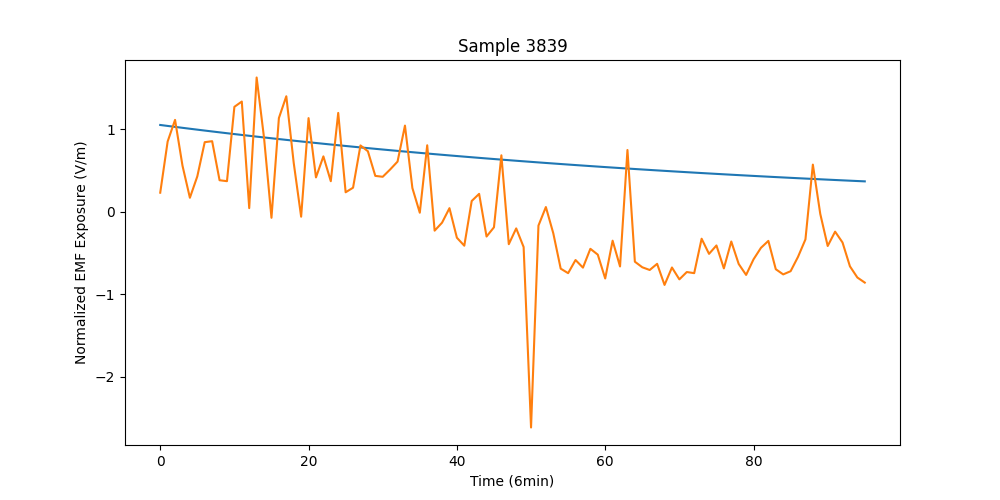 Sample 3839
Normalized EMF Exposure (V/m)
1
0
−1
−2
0 20 40 60 80
Time (6min)